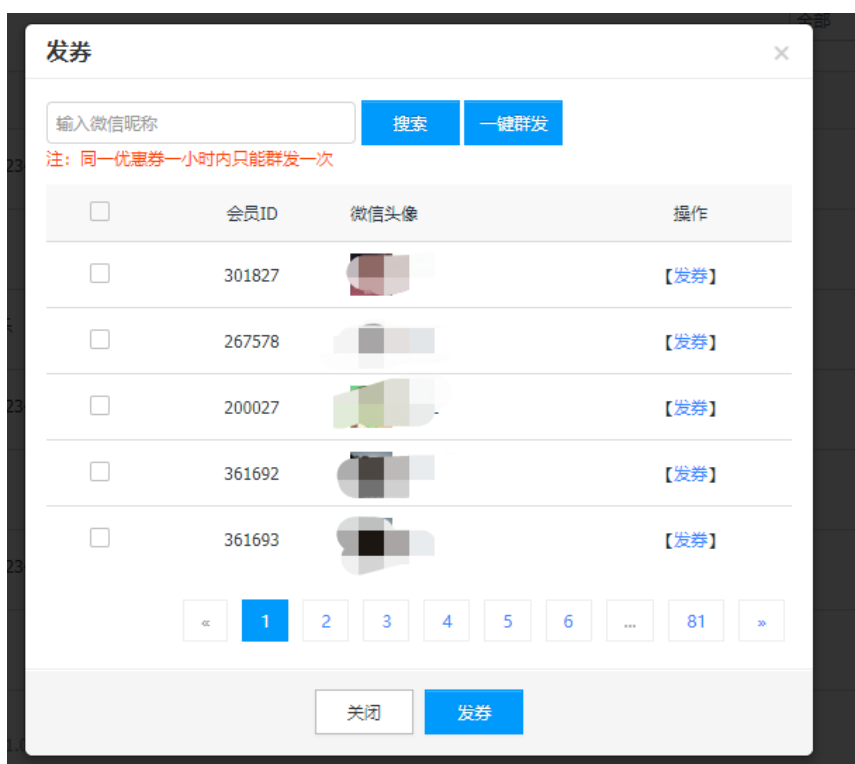 全部
发券
×
输入微信昵称 搜索 一键群发
注：同一优惠券一小时内只能群发一次
会员ID 微信头像 操作
301827 【发券】
267578 【发券】
200027 【发券】
361692 【发券】
361693 【发券】
« 1 2 3 4 5 6 ... 81 »
关闭 发券